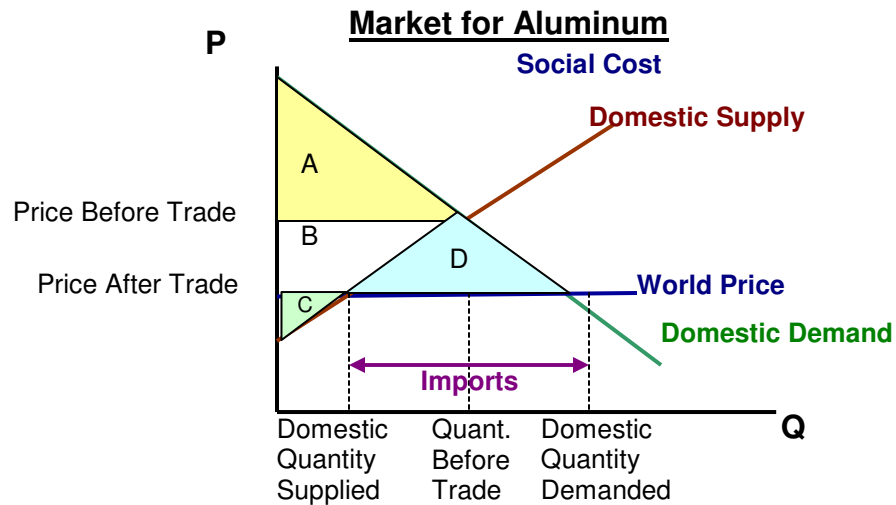 Market for Aluminum
P
Social Cost
Domestic Supply
A
Price Before Trade
B
D
Price After Trade
C
World Price
Domestic Demand
Imports
Q
Domestic Quantity Supplied
Quant. Before Trade
Domestic Quantity Demanded